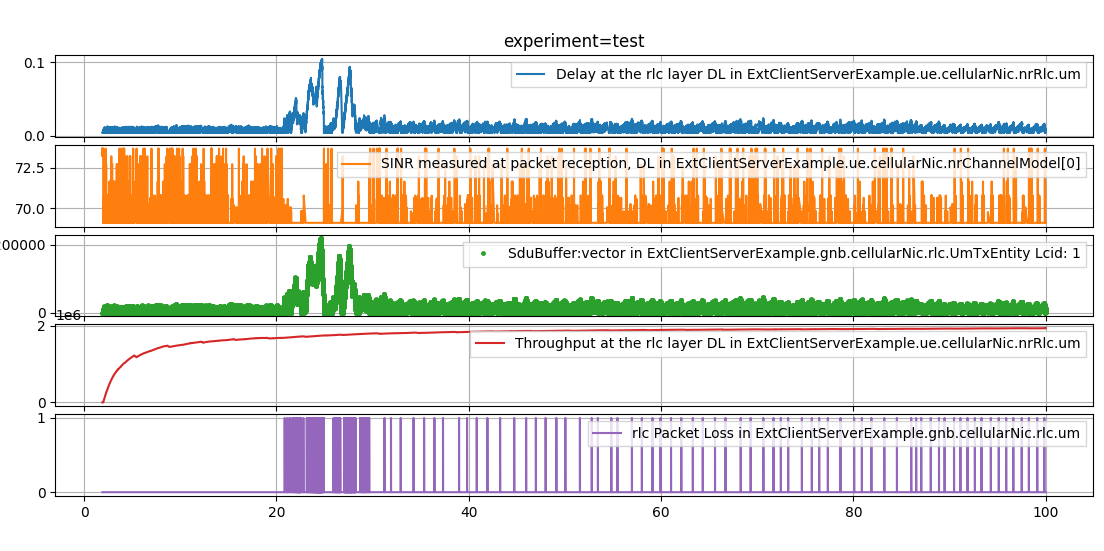 experiment=test
0.1
Delay at the rlc layer DL in ExtClientServerExample.ue.cellularNic.nrRlc.um
0.0
72.5
SINR measured at packet reception, DL in ExtClientServerExample.ue.cellularNic.nrChannelModel[0]
70.0
200000
SduBuffer:vector in ExtClientServerExample.gnb.cellularNic.rlc.UmTxEntity Lcid: 1
0
1e6
2
Throughput at the rlc layer DL in ExtClientServerExample.ue.cellularNic.nrRlc.um
0
1
rlc Packet Loss in ExtClientServerExample.gnb.cellularNic.rlc.um
0
0 20 40 60 80 100